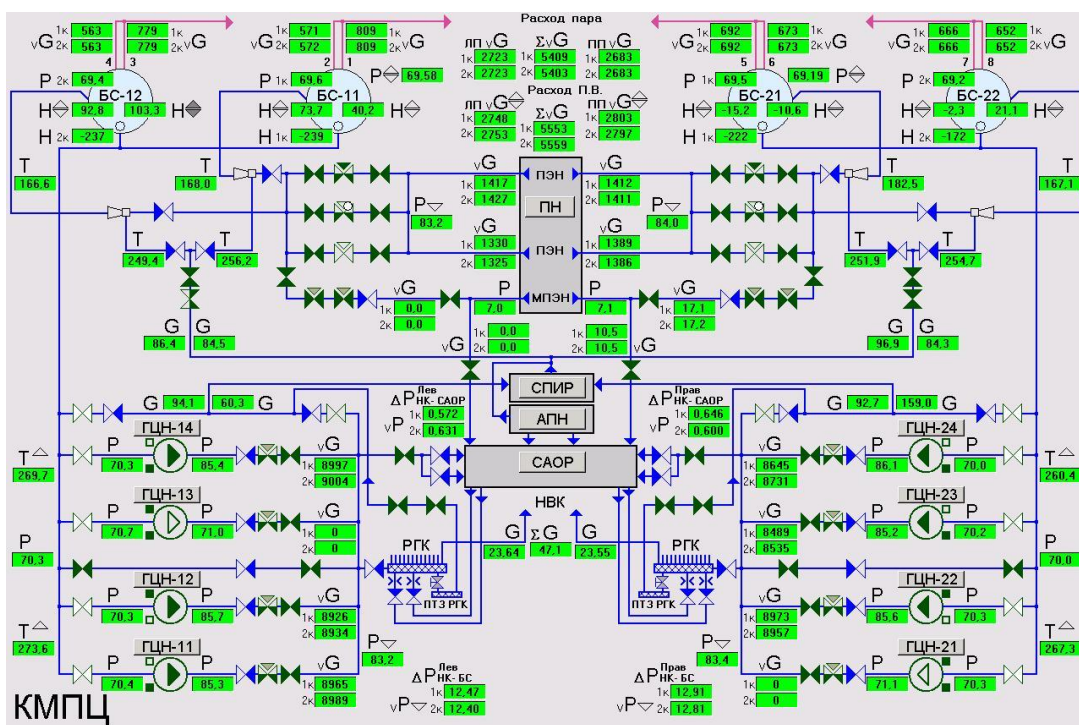 1к 563 779 1к
vG 2к 563 779 2к vG
1к 571 809 1к
vG 2к 572 809 2к vG
Расход пара
ЛП vG ΣvG ПП vG
1к 2723 1к 5409 1к 2683
2к 2723 2к 5403 2к 2683
1к 692 673 1к
vG 2к 692 673 2к vG
1к 666 652 1к
vG 2к 666 652 2к vG
4 3
2 1
5 6
7 8
P 2к 69,4
P 1к 69,6
P 69,58
P 1к 69,5
69,19 P
P 2к 69,2
БС-12
БС-11
БС-21
БС-22
H 92,8 103,3 H
H 73,7 40,2 H
H -15,2 -10,6 H
H -2,3 21,1 H
H 2к -237
H 1к -239
H 1к -222
H 2к -172
Расход П.В.
ЛП vG ΣvG ПП vG
1к 2748 1к 5553 1к 2803
2к 2753 2к 5559 2к 2797
T 166,6
T 168,0
T 182,5
T 167,1
vG
1к 1417
2к 1427
ПЭН
vG
1412
1411
ПН
P 83,2
P 84,0
vG
1к 1330
2к 1325
ПЭН
vG
1389
1386
T 249,4
T 256,2
T 251,9
T 254,7
МПЭН
vG
1к 0,0
2к 0,0
P 7,0
P 7,1
vG
17,1 1к
17,2 2к
G 86,4
G 84,5
1к 0,0
2к 0,0
vG
1к 10,5
2к 10,5
vG
G 96,9
G 84,3
СПИР
АПН
САОР
G 94,1 60,3 G
ΔP Лев НК- САОР
1к 0,572
vP 2к 0,631
ΔP Прав НК- САОР
1к 0,646
vP 2к 0,600
G 92,7 159,0 G
ГЦН-14
P 70,3
P 85,4
vG
1к 8997
2к 9004
vG
8645 1к
8731 2к
ГЦН-24
P 86,1
P 70,0
T 269,7
T 260,4
ГЦН-13
P 70,7
P 71,0
vG
1к 0
2к 0
vG
8489 1к
8535 2к
ГЦН-23
P 85,2
P 70,2
НВК
G 23,64
ΣG 47,1
G 23,55
P 70,3
P 70,0
РГК
РГК
ПТЗ РГК
ПТЗ РГК
ГЦН-12
P 70,3
P 85,7
vG
1к 8926
2к 8934
vG
8973 1к
8957 2к
ГЦН-22
P 85,6
P 70,3
T 273,6
T 267,3
P 83,2
P 83,4
ГЦН-11
P 70,4
P 85,3
vG
1к 8965
2к 8989
ΔP Лев НК- БС
1к 12,47
vP 2к 12,40
ΔP Прав НК- БС
1к 12,91
vP 2к 12,81
vG
0 1к
0 2к
ГЦН-21
P 71,1
P 70,3
КМПЦ